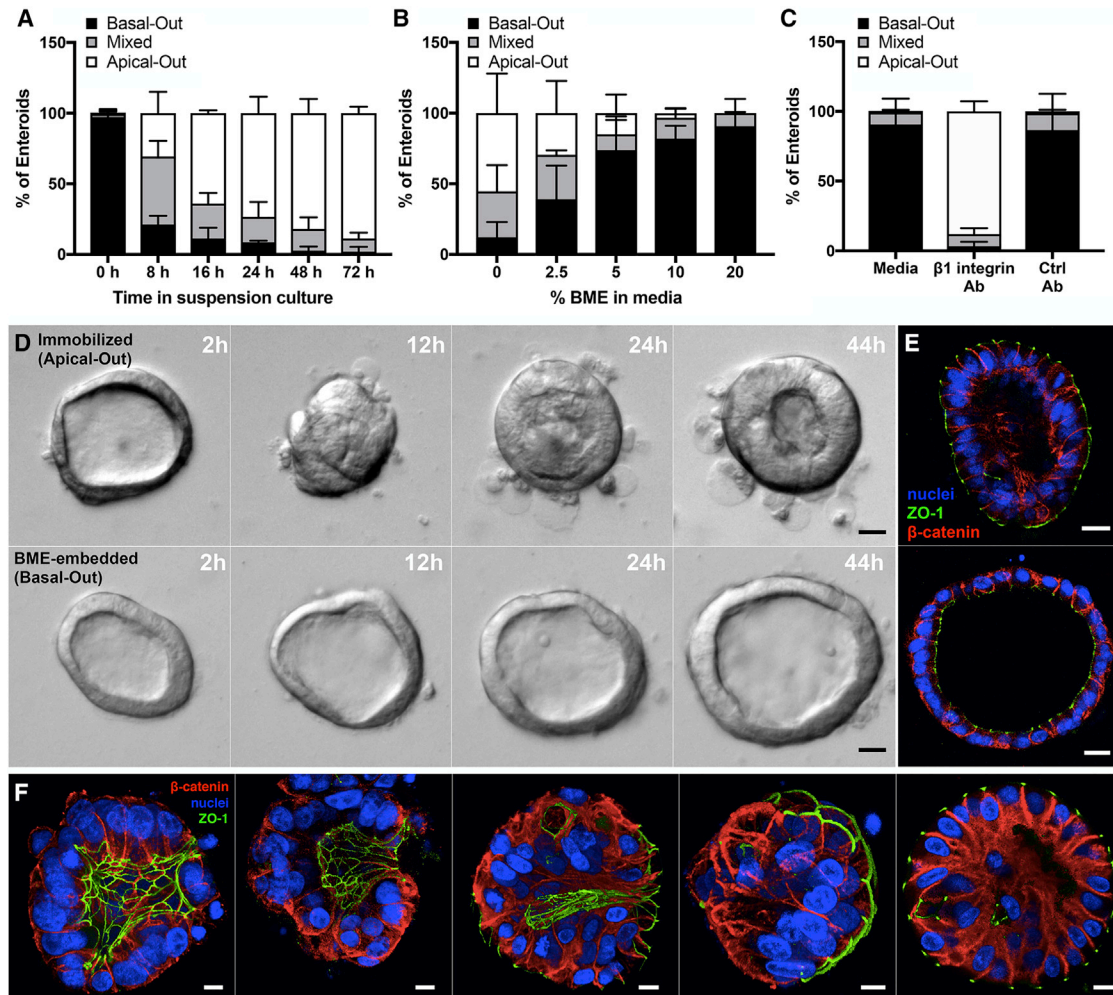 A
Basal-Out
Mixed
Apical-Out
150
100
50
0
% of Enteroids
0 h 8 h 16 h 24 h 48 h 72 h
Time in suspension culture
B
Basal-Out
Mixed
Apical-Out
150
100
50
0
% of Enteroids
0 2.5 5 10 20
% BME in media
C
Basal-Out
Mixed
Apical-Out
150
100
50
0
% of Enteroids
Media β1 integrin Ctrl
Ab Ab
D Immobilized
(Apical-Out)
2h 12h 24h 44h
BME-embedded
(Basal-Out)
2h 12h 24h 44h
E
nuclei
ZO-1
β-catenin
F
β-catenin
nuclei
ZO-1